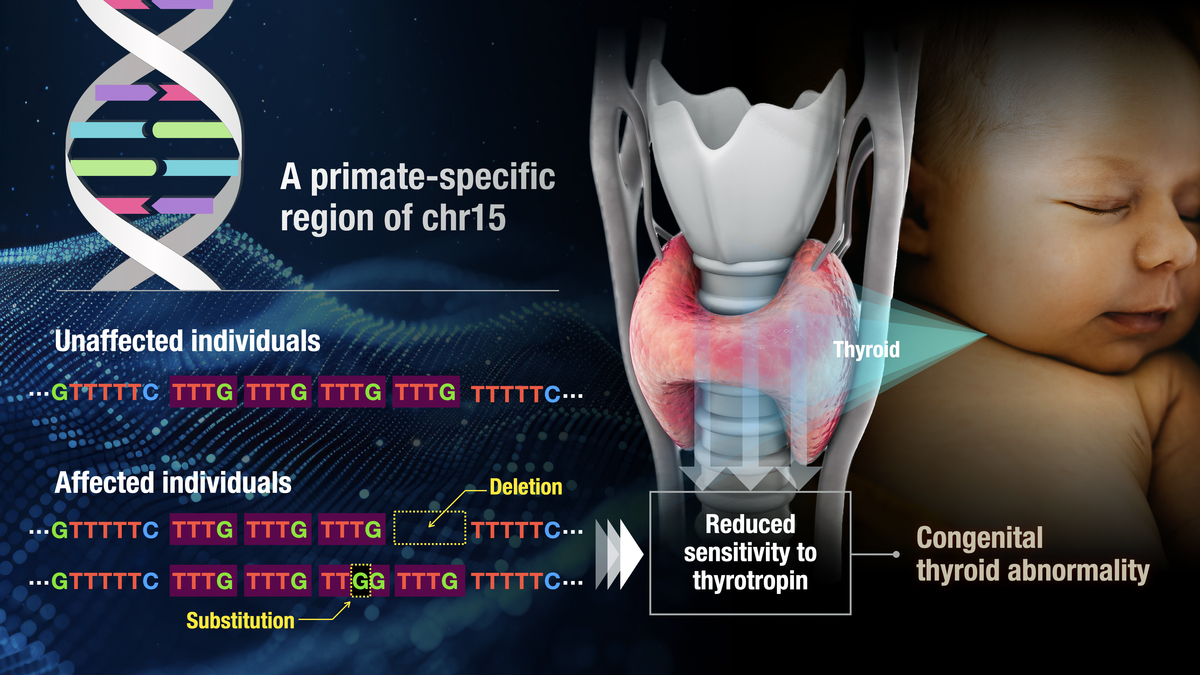 A primate-specific
region of chr15
Unaffected individuals
...GTTTTTC TTTG TTTG TTTG TTTG TTTTTC...
Affected individuals
Deletion
...GTTTTTC TTTG TTTG TTTG TTTTTC...
...GTTTTTC TTTG TTTG TTGG TTTG TTTTTC...
Substitution
Thyroid
Reduced
sensitivity to
thyrotropin
Congenital
thyroid abnormality